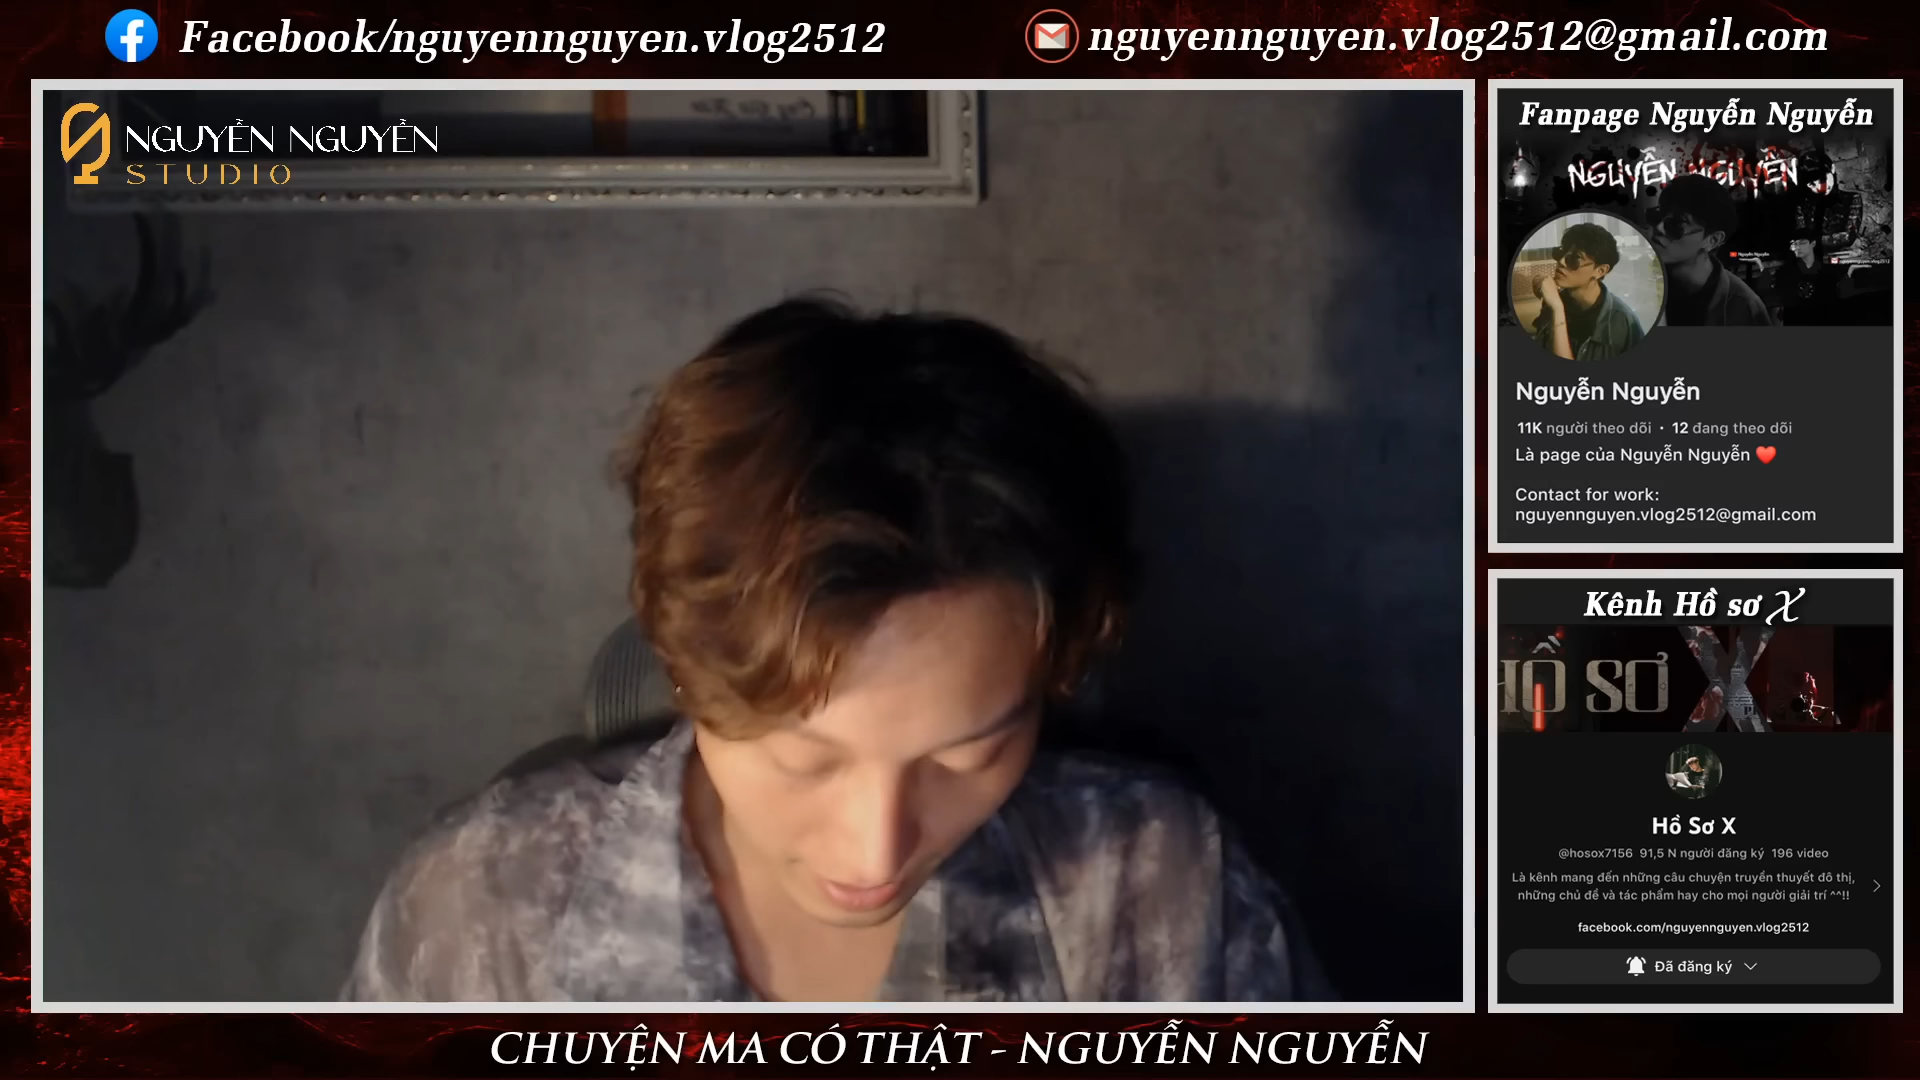 Facebook/nguyennguyen.vlog2512
nguyennguyen.vlog2512@gmail.com
NGUYỄN NGUYỄN
STUDIO
Fanpage Nguyễn Nguyễn
NGUYỄN NGUYỄN
Nguyễn Nguyễn
11K người theo dõi · 12 đang theo dõi
Là page của Nguyễn Nguyễn ❤️
Contact for work:
nguyennguyen.vlog2512@gmail.com
Kênh Hồ sơ X
HỒ SƠ X
Hồ Sơ X
@hosox7156 91,5 N người đăng ký 196 video
Là kênh mang đến những câu chuyện truyền thuyết đô thị,
những chủ đề và tác phẩm hay cho mọi người giải trí ^^!!
facebook.com/nguyennguyen.vlog2512
Đã đăng ký
CHUYỆN MA CÓ THẬT - NGUYỄN NGUYỄN